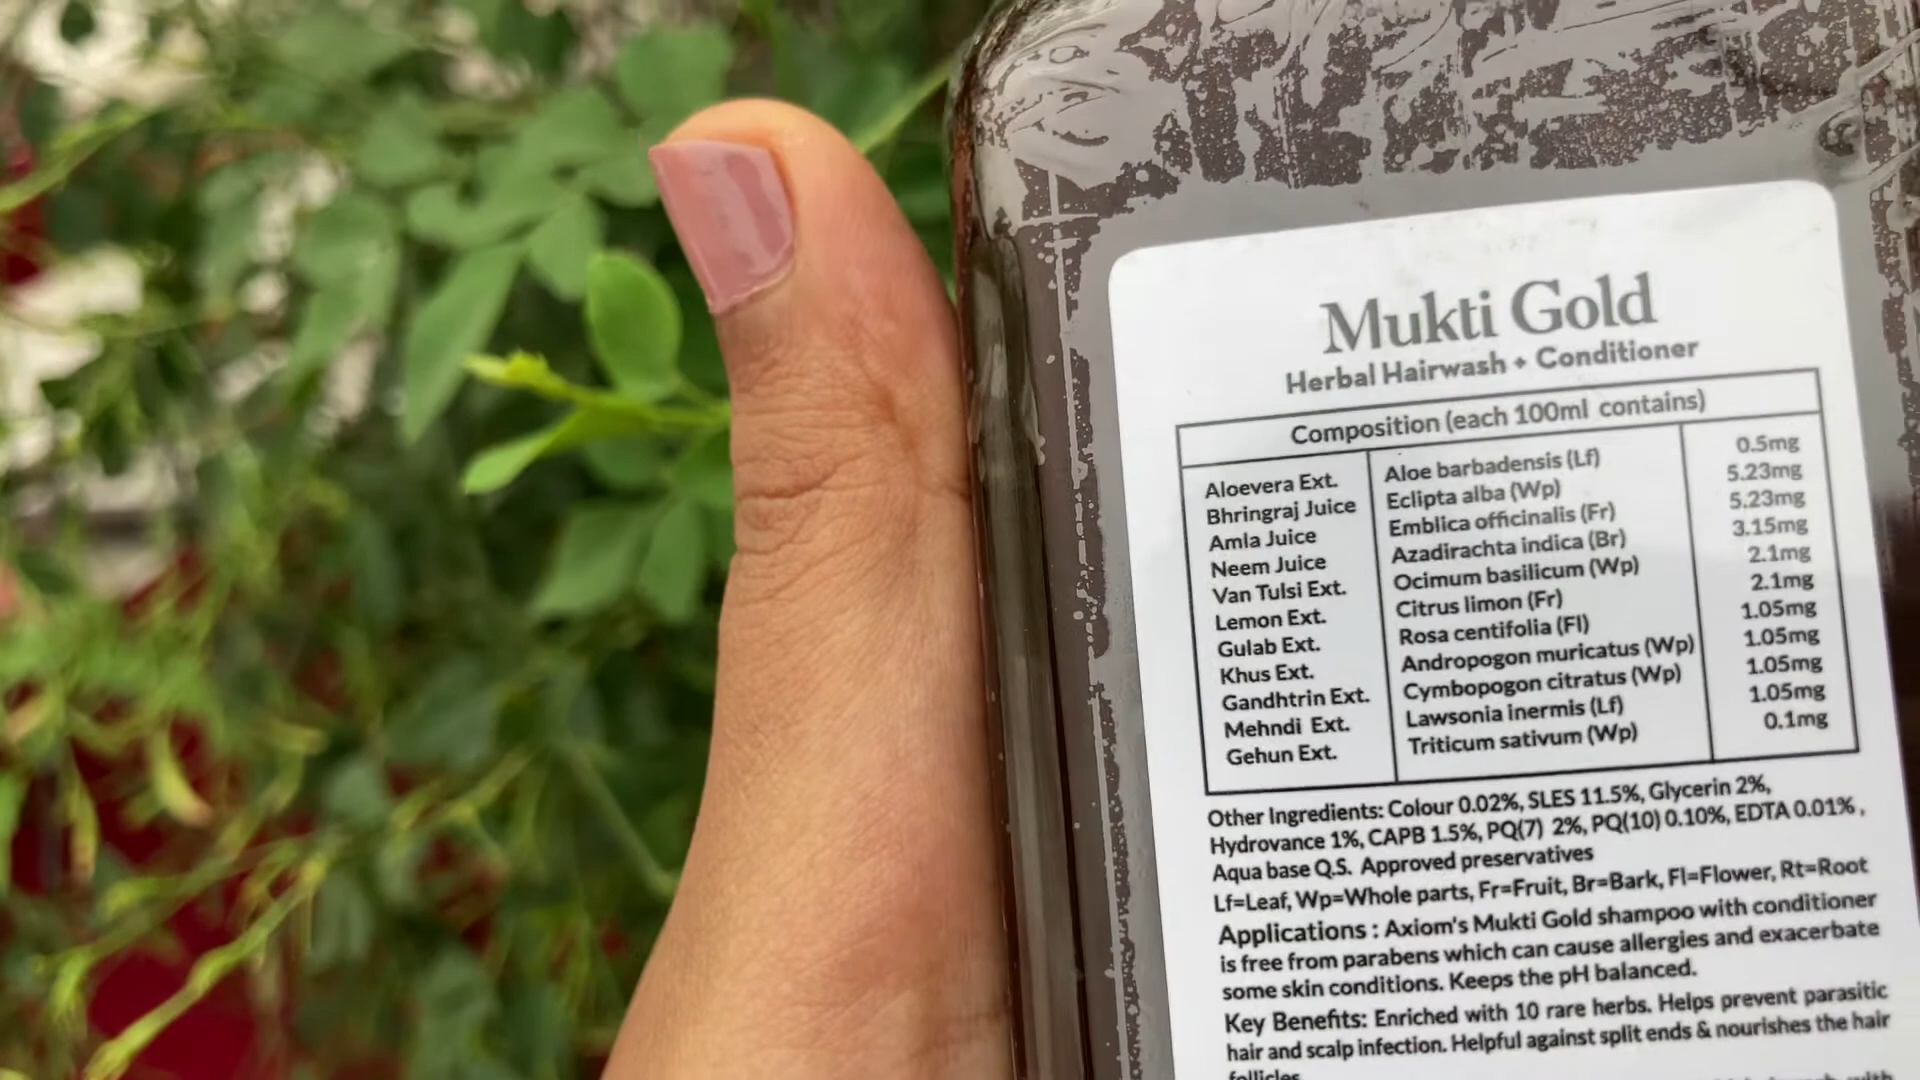 Mukti Gold
Herbal Hairwash + Conditioner
Composition (each 100ml contains)
Aloevera Ext. Aloe barbadensis (Lf) 0.5mg
Bhringraj Juice Eclipta alba (Wp) 5.23mg
Amla Juice Emblica officinalis (Fr) 5.23mg
Neem Juice Azadirachta indica (Br) 3.15mg
Van Tulsi Ext. Ocimum basilicum (Wp) 2.1mg
Lemon Ext. Citrus limon (Fr) 2.1mg
Gulab Ext. Rosa centifolia (Fl) 1.05mg
Khus Ext. Andropogon muricatus (Wp) 1.05mg
Gandhtrin Ext. Cymbopogon citratus (Wp) 1.05mg
Mehndi Ext. Lawsonia inermis (Lf) 1.05mg
Gehun Ext. Triticum sativum (Wp) 0.1mg
Other Ingredients: Colour 0.02%, SLES 11.5%, Glycerin 2%,
Hydrovance 1%, CAPB 1.5%, PQ(7) 2%, PQ(10) 0.10%, EDTA 0.01% ,
Aqua base Q.S. Approved preservatives
Lf=Leaf, Wp=Whole parts, Fr=Fruit, Br=Bark, Fl=Flower, Rt=Root
Applications : Axiom's Mukti Gold shampoo with conditioner
is free from parabens which can cause allergies and exacerbate
some skin conditions. Keeps the pH balanced.
Key Benefits: Enriched with 10 rare herbs. Helps prevent parasitic
hair and scalp infection. Helpful against split ends & nourishes the hair
follicles